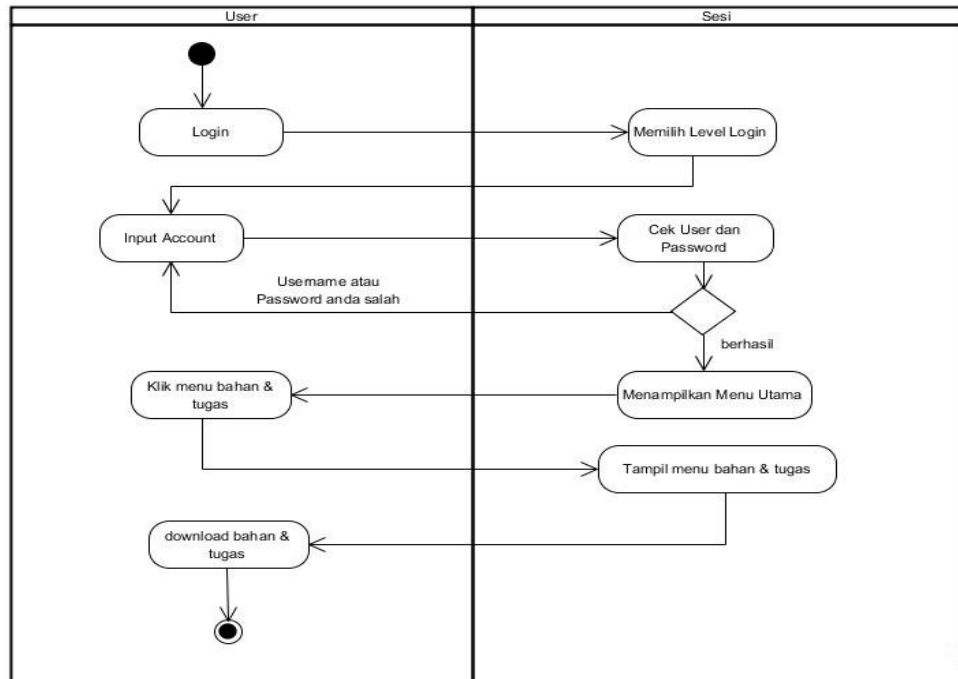 User
Sesi
Login
Memilih Level Login
Input Account
Cek User dan
Password
Username atau
Password anda salah
berhasil
Klik menu bahan &
tugas
Menampilkan Menu Utama
Tampil menu bahan & tugas
download bahan &
tugas